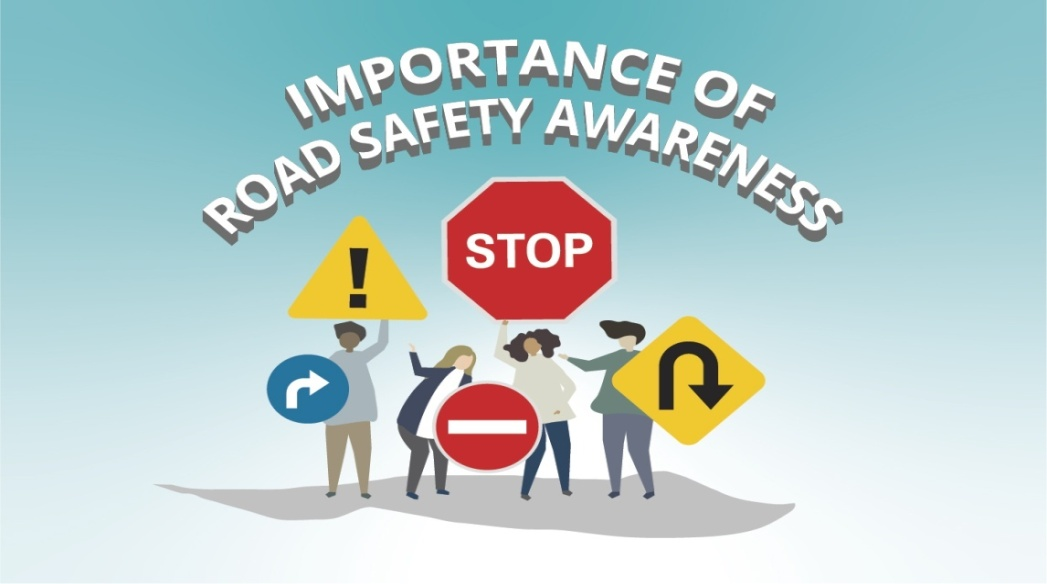 IMPORTANCE OF
ROAD SAFETY AWARENESS
!
STOP